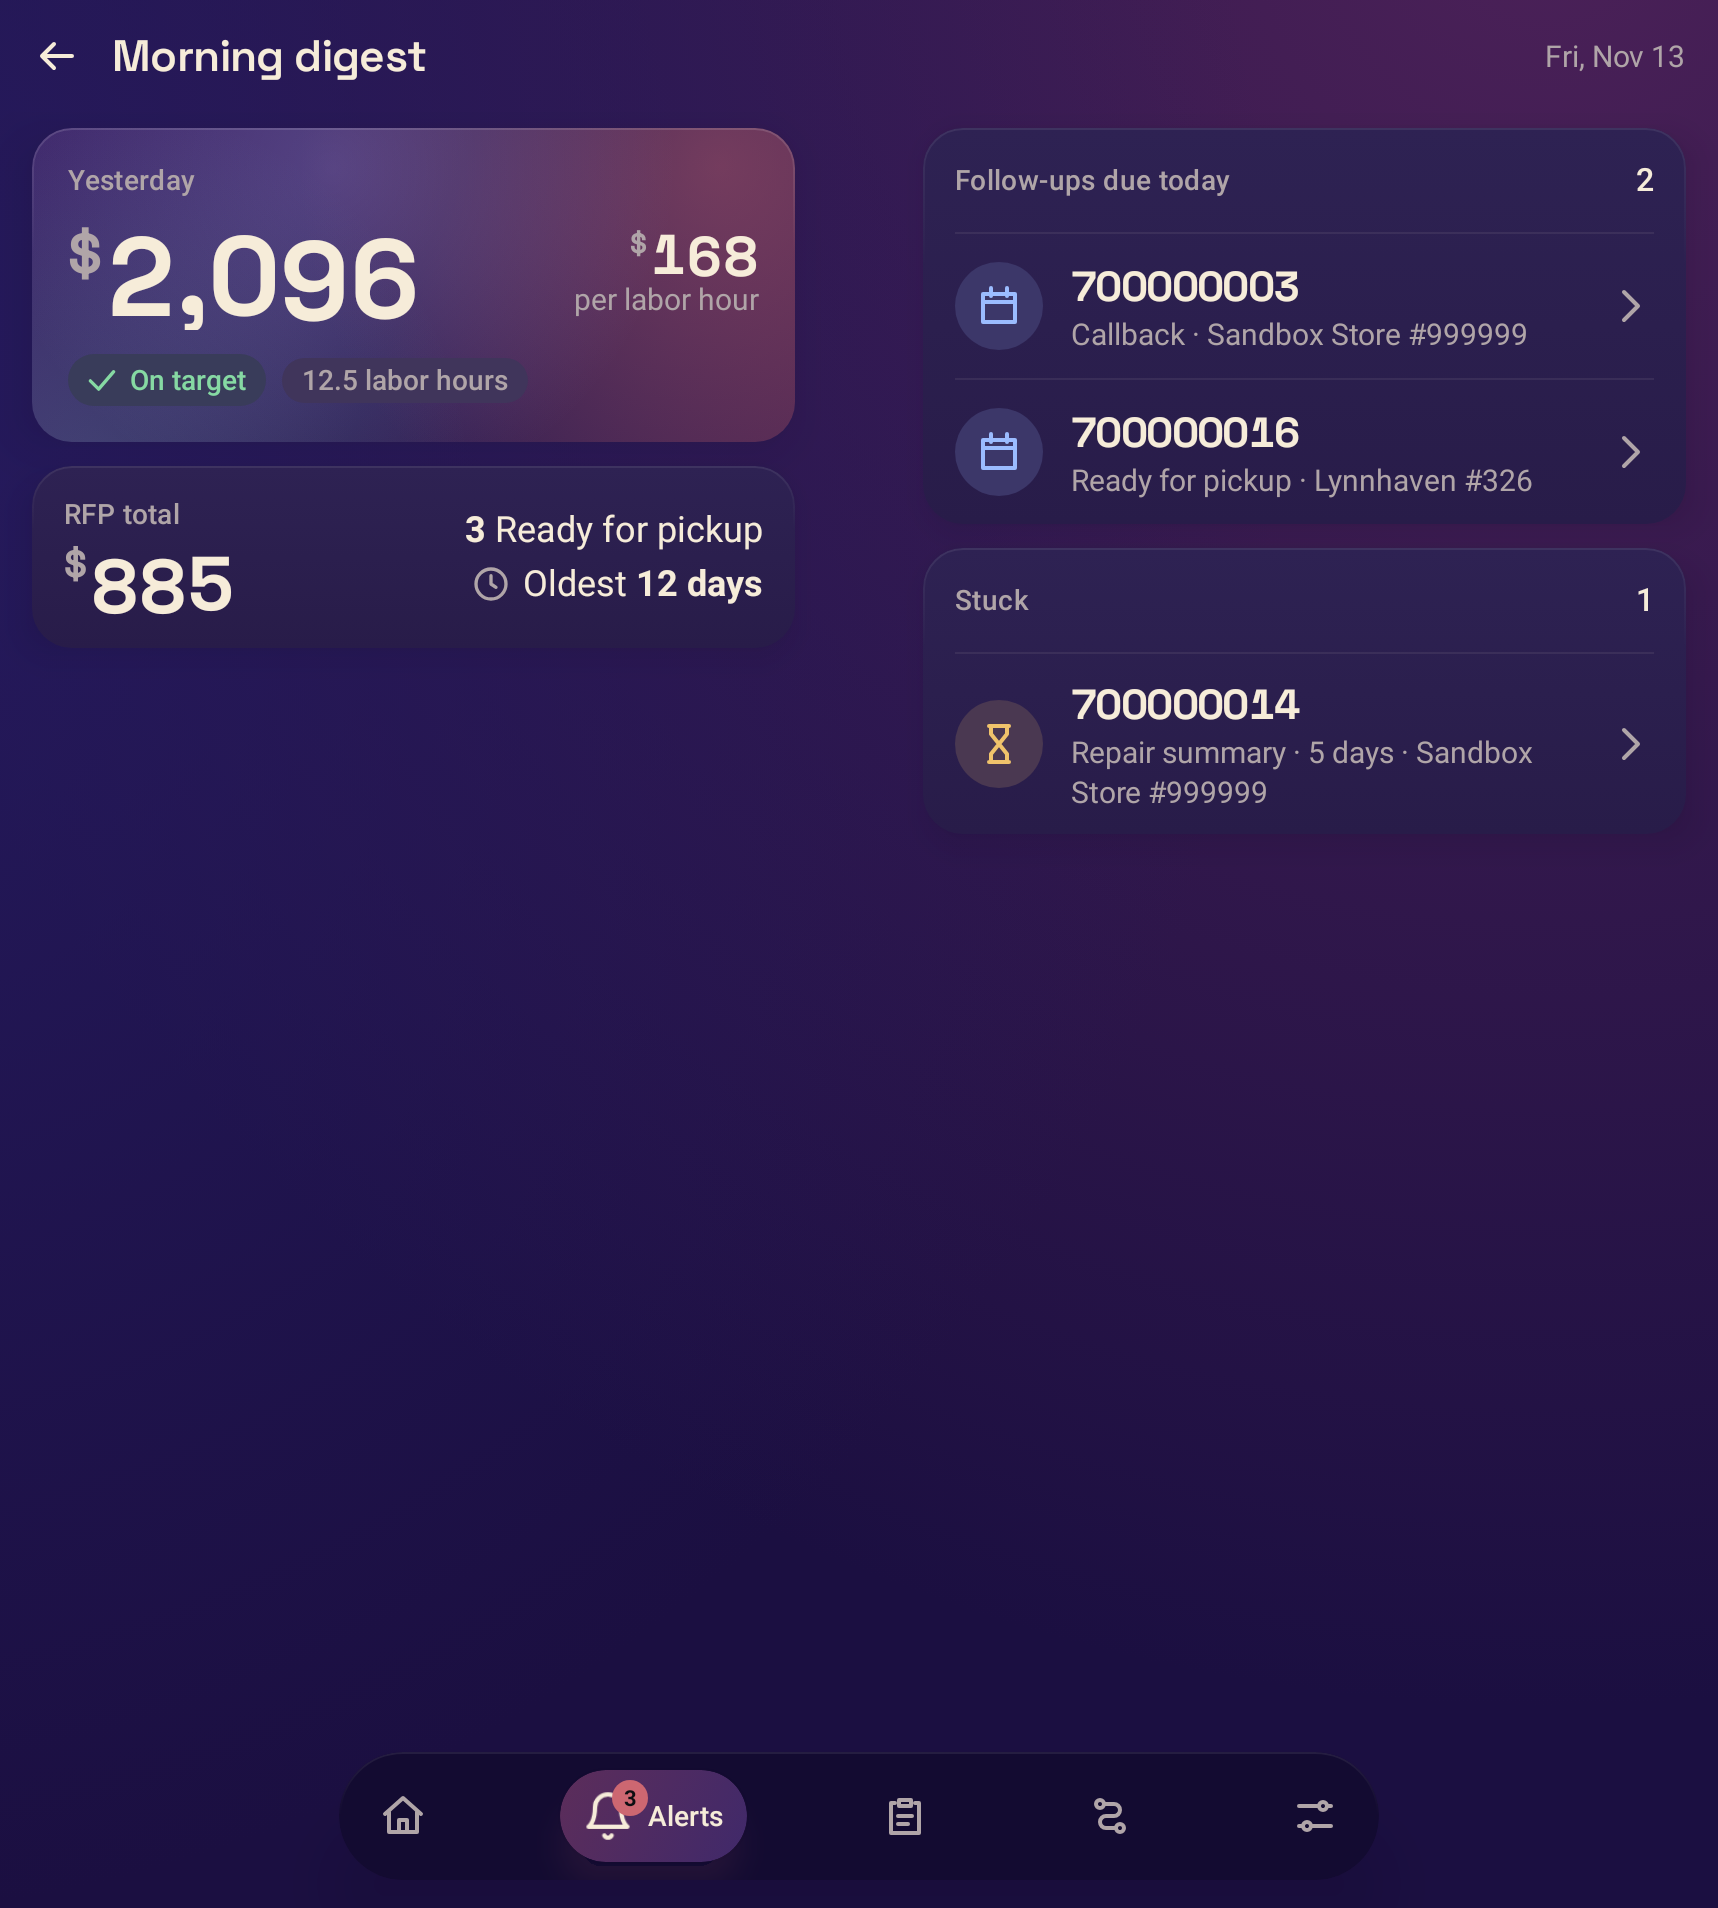 Morning digest
Fri, Nov 13
Yesterday
$2,096
$168
per labor hour
On target
12.5 labor hours
RFP total
$885
3 Ready for pickup
Oldest 12 days
Follow-ups due today
2
700000003
Callback · Sandbox Store #999999
700000016
Ready for pickup · Lynnhaven #326
Stuck
1
700000014
Repair summary · 5 days · Sandbox
Store #999999
3
Alerts